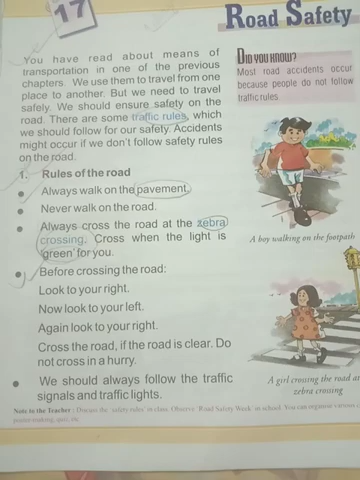 17
Road Safety
You have read about means of
transportation in one of the previous
chapters. We use them to travel from one
place to another. But we need to travel
safely. We should ensure safety on the
road. There are some traffic rules, which
we should follow for our safety. Accidents
might occur if we don't follow safety rules
on the road.
DID YOU KNOW?
Most road accidents occur
because people do not follow
traffic rules.
1. Rules of the road
• Always walk on the pavement.
• Never walk on the road.
• Always cross the road at the zebra
crossing. Cross when the light is
'green' for you.
A boy walking on the footpath
• Before crossing the road:
Look to your right.
Now look to your left.
Again look to your right.
Cross the road, if the road is clear. Do
not cross in a hurry.
• We should always follow the traffic
signals and traffic lights.
A girl crossing the road at
zebra crossing
Note to the Teacher : Discuss the 'safety rules' in class. Observe 'Road Safety Week' in school. You can organise various
quiz, etc.